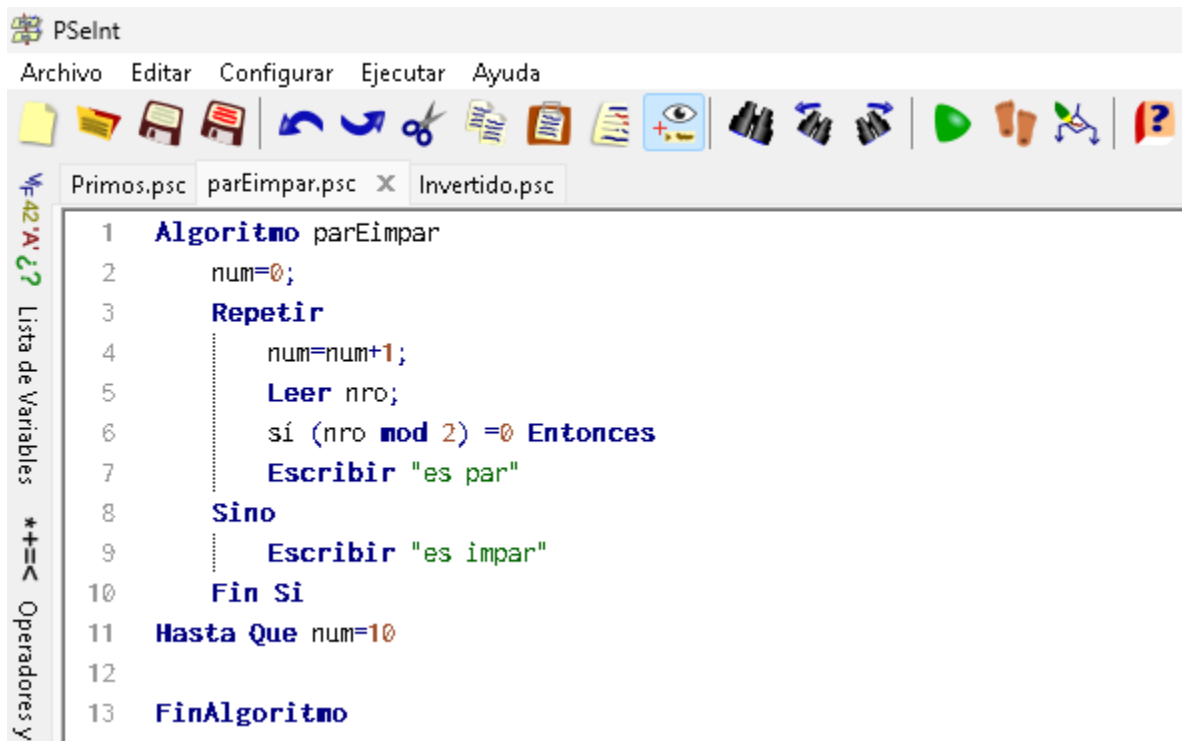 PSeInt
Archivo Editar Configurar Ejecutar Ayuda
Primos.psc parEimpar.psc X Invertido.psc
42 'A' ¿? Lista de Variables
*+=< Operadores y
1 Algoritmo parEimpar
2 num=0;
3 Repetir
4 num=num+1;
5 Leer nro;
6 sí (nro mod 2) =0 Entonces
7 Escribir "es par"
8 Sino
9 Escribir "es impar"
10 Fin Si
11 Hasta Que num=10
12
13 FinAlgoritmo